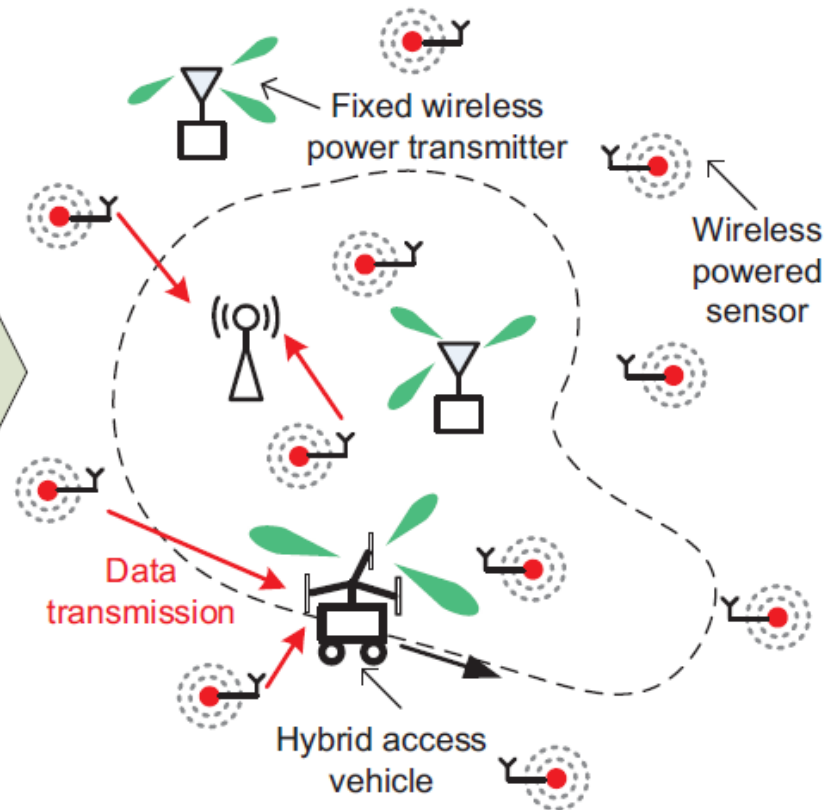 Fixed wireless
power transmitter
Wireless
powered
sensor
Data
transmission
Hybrid access
vehicle